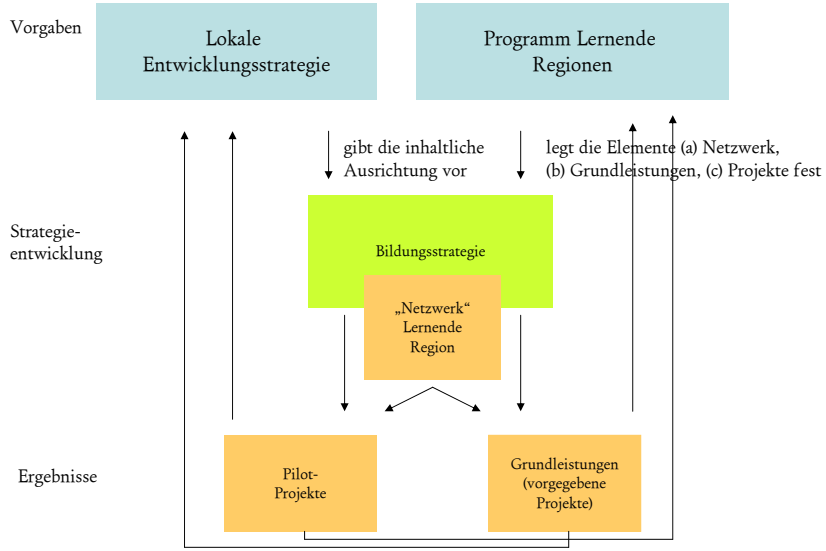 Vorgaben
Lokale
Entwicklungsstrategie
Programm Lernende
Regionen
gibt die inhaltliche
Ausrichtung vor
legt die Elemente (a) Netzwerk,
(b) Grundleistungen, (c) Projekte fest
Strategie-
entwicklung
Bildungsstrategie
„Netzwerk“
Lernende
Region
Ergebnisse
Pilot-
Projekte
Grundleistungen
(vorgegebene
Projekte)